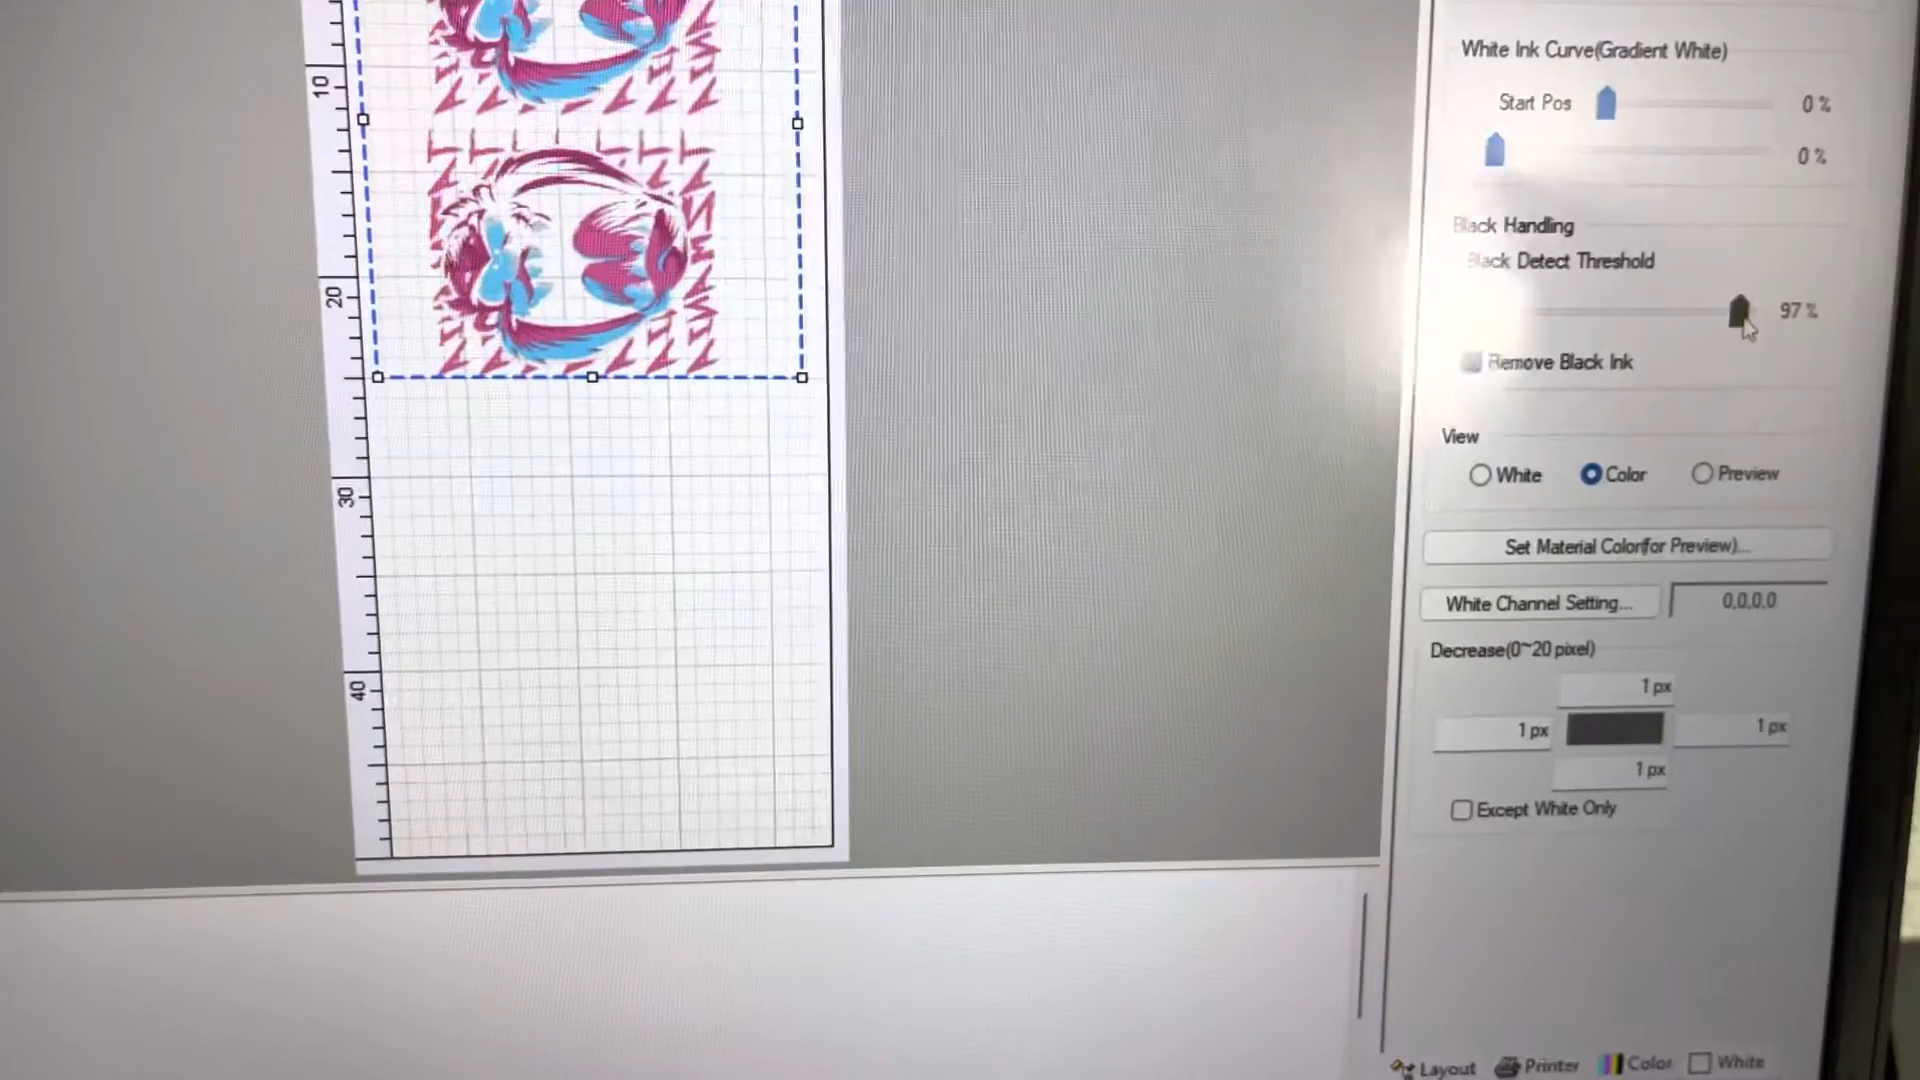 White Ink Curve(Gradient White)
Start Pos 0 %
0 %
Black Handling
Black Detect Threshold
97 %
Remove Black Ink
View
White Color Preview
Set Material Color(for Preview)...
White Channel Setting... 0,0,0,0
Decrease(0~20 pixel)
1 px
1 px 1 px
1 px
Except White Only
Layout Printer Color White
10
20
30
40